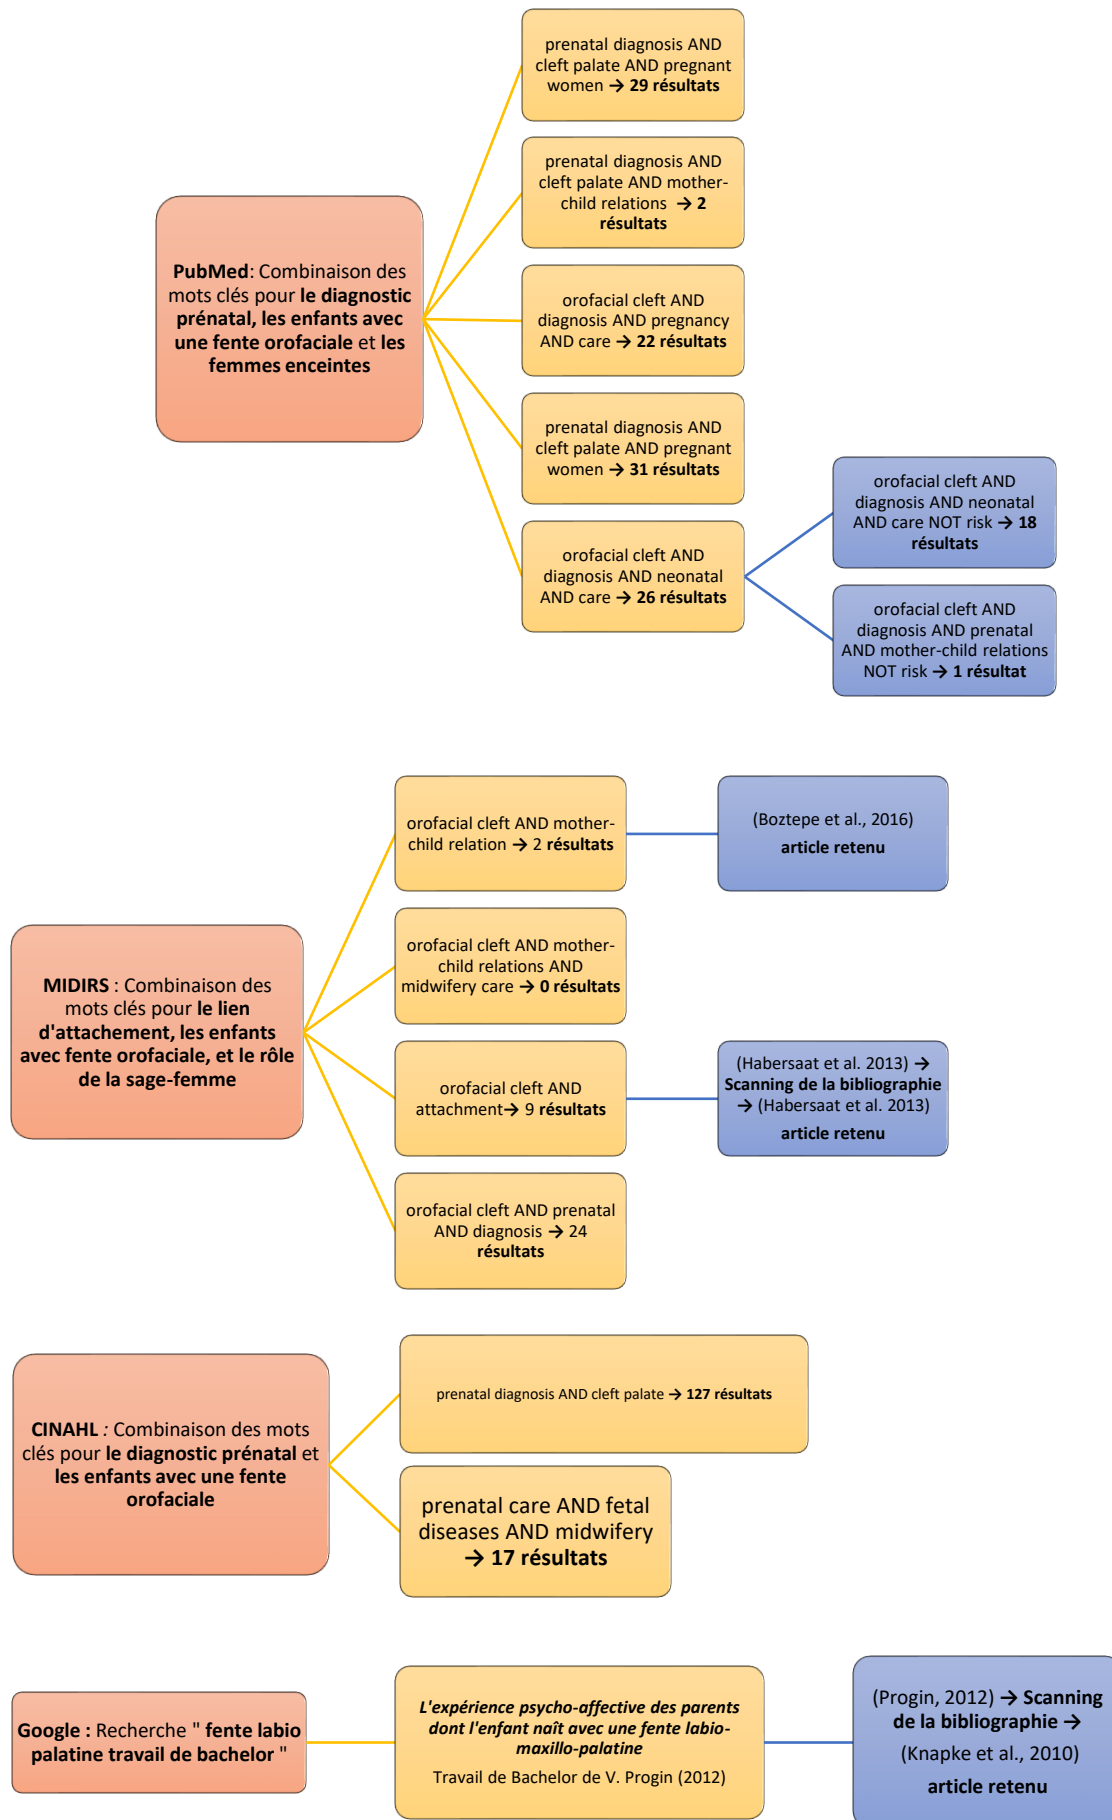 PubMed: Combinaison des
mots clés pour le diagnostic
prénatal, les enfants avec
une fente orofaciale et les
femmes enceintes
prenatal diagnosis AND
cleft palate AND pregnant
women → 29 résultats
prenatal diagnosis AND
cleft palate AND mother-
child relations → 2
résultats
orofacial cleft AND
diagnosis AND pregnancy
AND care → 22 résultats
prenatal diagnosis AND
cleft palate AND pregnant
women → 31 résultats
orofacial cleft AND
diagnosis AND neonatal
AND care → 26 résultats
orofacial cleft AND
diagnosis AND neonatal
AND care NOT risk → 18
résultats
orofacial cleft AND
diagnosis AND prenatal
AND mother-child relations
NOT risk → 1 résultat
MIDIRS : Combinaison des
mots clés pour le lien
d'attachement, les enfants
avec fente orofaciale, et le rôle
de la sage-femme
orofacial cleft AND mother-
child relation → 2 résultats
(Boztepe et al., 2016)
article retenu
orofacial cleft AND mother-
child relations AND
midwifery care → 0 résultats
orofacial cleft AND
attachment→ 9 résultats
(Habersaat et al. 2013) →
Scanning de la bibliographie
→ (Habersaat et al. 2013)
article retenu
orofacial cleft AND prenatal
AND diagnosis → 24
résultats
CINAHL : Combinaison des mots
clés pour le diagnostic prénatal et
les enfants avec une fente
orofaciale
prenatal diagnosis AND cleft palate → 127 résultats
prenatal care AND fetal
diseases AND midwifery
→ 17 résultats
Google : Recherche " fente labio
palatine travail de bachelor "
L'expérience psycho-affective des parents
dont l'enfant naît avec une fente labio-
maxillo-palatine
Travail de Bachelor de V. Progin (2012)
(Progin, 2012) → Scanning
de la bibliographie →
(Knapke et al., 2010)
article retenu